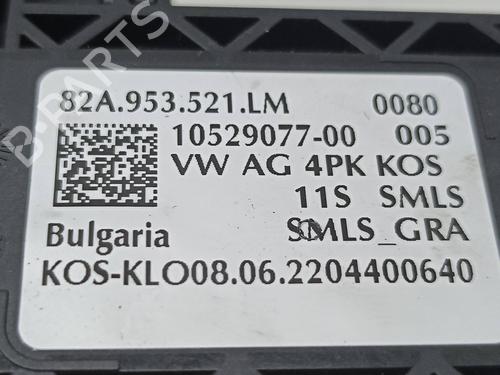 B-PARTS
82A.953.521.LM 0080
10529077-00 005
VW AG 4PK KOS
11S SMLS
Bulgaria SMLS_GRA
KOS-KLO08.06.2204400640